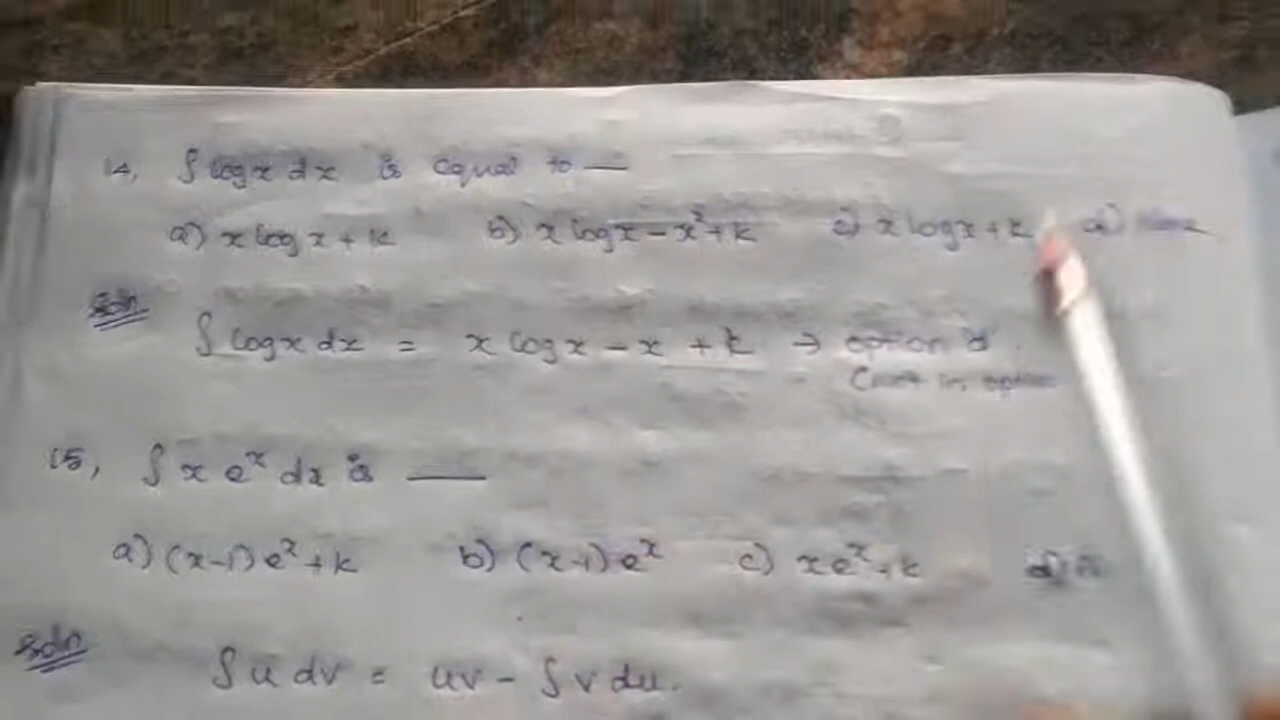 14, ∫ log x dx is equal to —
a) x log x + k b) x log x - x² + k c) x log x + k d) None
Soln
∫ log x dx = x log x - x + k → option d.
15, ∫ x eˣ dx is ___
a) (x-1) eˣ + k b) (x-1) eˣ c) x eˣ + k d)
Soln
∫ u dv = uv - ∫ v du.